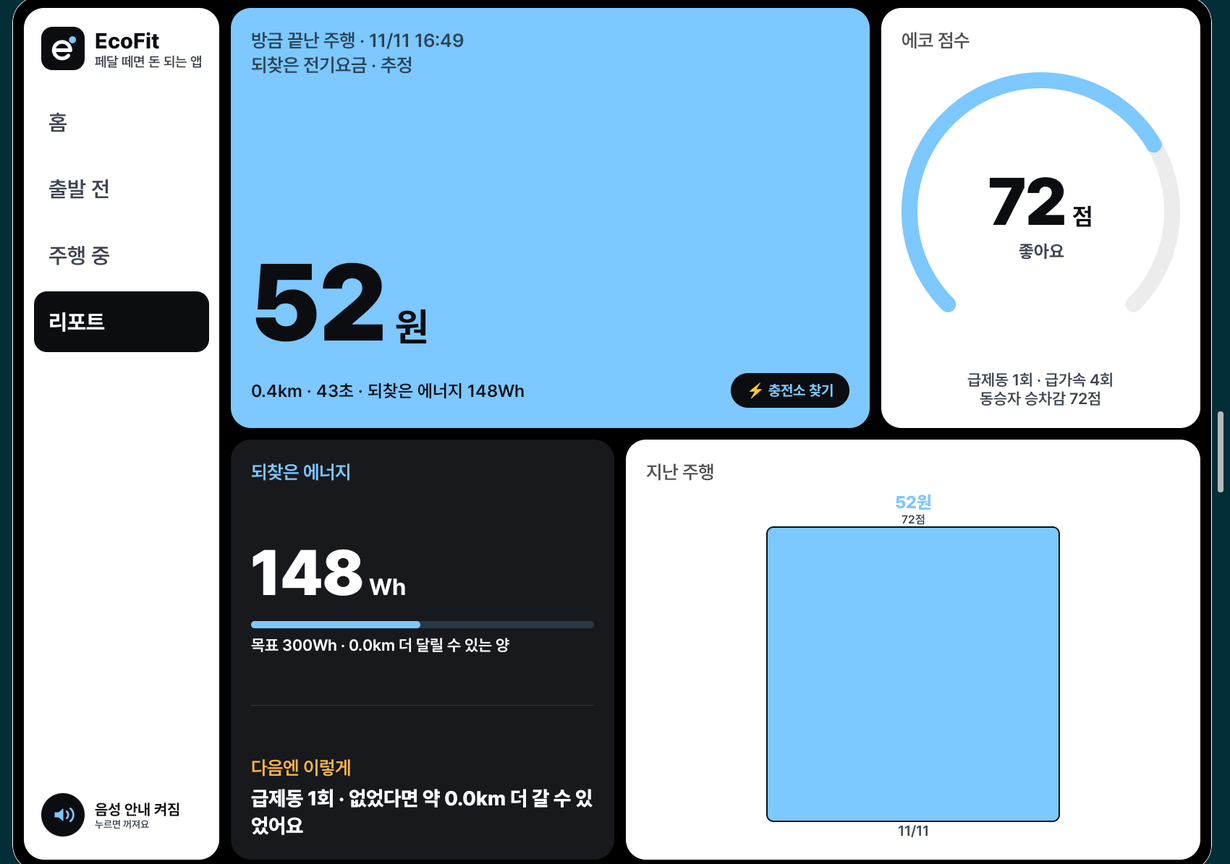 EcoFit
페달 떼면 돈 되는 앱
홈
출발 전
주행 중
리포트
음성 안내 켜짐
누르면 꺼져요
방금 끝난 주행 · 11/11 16:49
되찾은 전기요금 · 추정
52 원
0.4km · 43초 · 되찾은 에너지 148Wh
⚡ 충전소 찾기
에코 점수
72 점
좋아요
급제동 1회 · 급가속 4회
동승자 승차감 72점
되찾은 에너지
148 Wh
목표 300Wh · 0.0km 더 달릴 수 있는 양
다음엔 이렇게
급제동 1회 · 없었다면 약 0.0km 더 갈 수 있
었어요
지난 주행
52원
72점
11/11